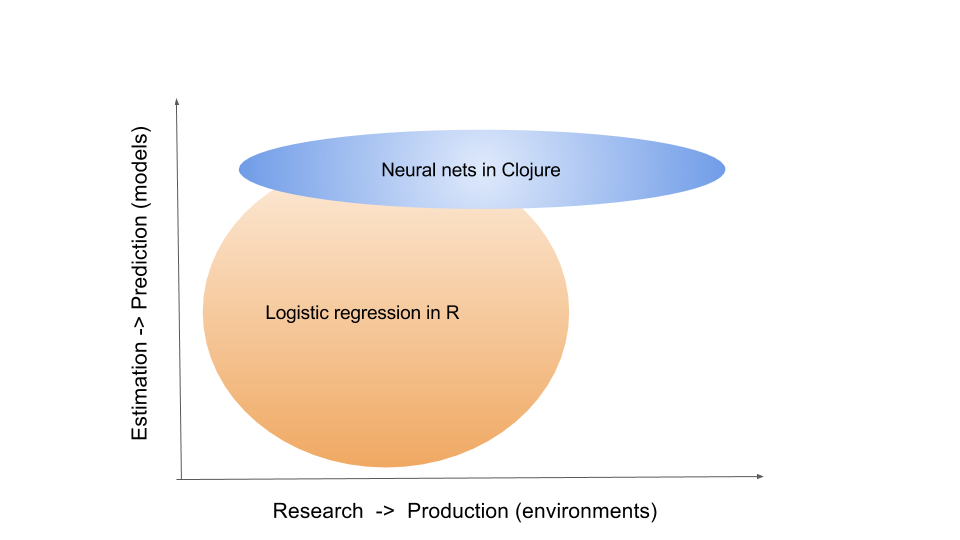 Neural nets in Clojure
Estimation -> Prediction (models)
Logistic regression in R
Research -> Production (environments)